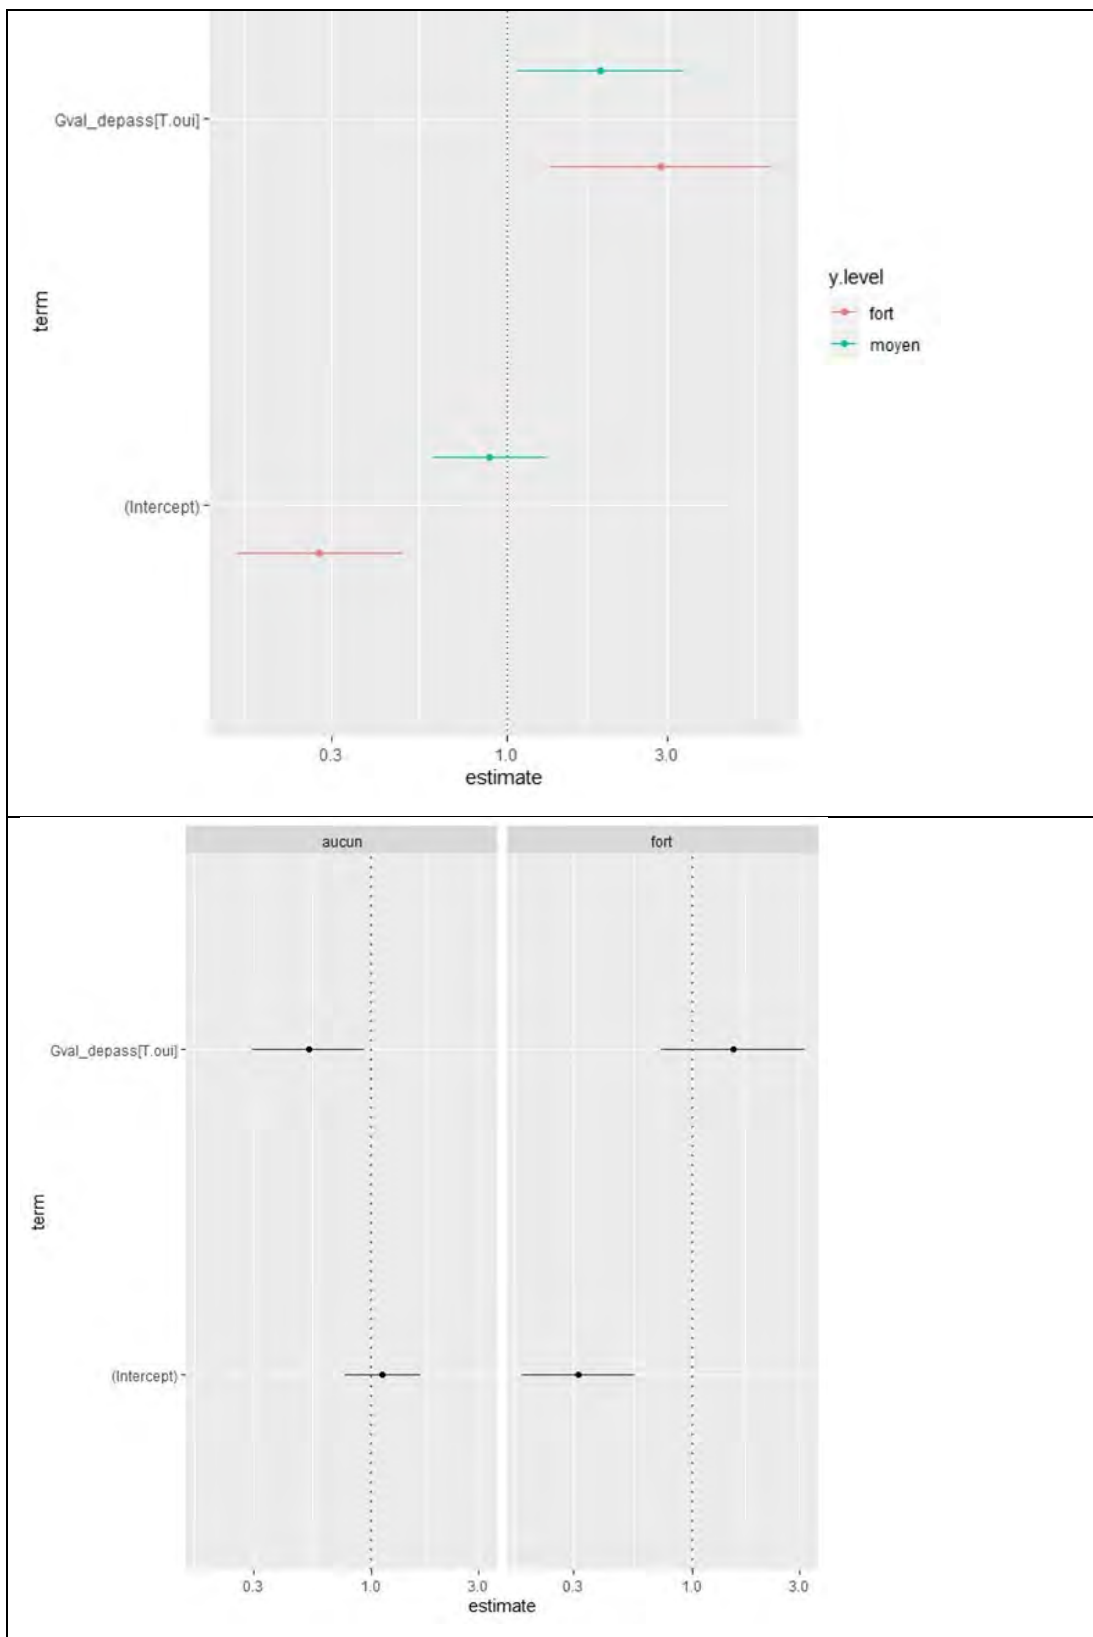 Gval_depass[T.oui]
term
(Intercept)
y.level
fort
moyen
0.3
1.0
3.0
estimate
aucun
fort
Gval_depass[T.oui]
term
(Intercept)
0.3
1.0
3.0
0.3
1.0
3.0
estimate